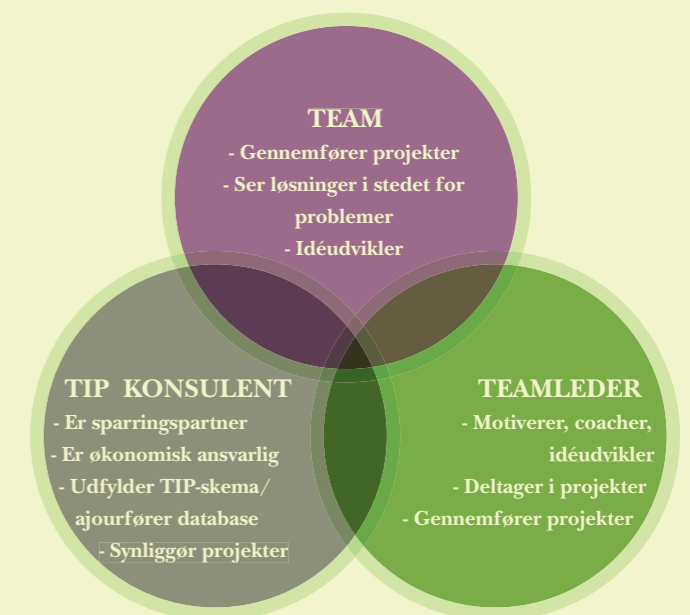 TEAM
- Gennemfører projekter
- Ser løsninger i stedet for
problemer
- Idéudvikler
TIP KONSULENT
- Er sparringspartner
- Er økonomisk ansvarlig
- Udfylder TIP-skema/
ajourfører database
- Synliggør projekter
TEAMLEDER
- Motiverer, coacher,
idéudvikler
- Deltager i projekter
- Gennemfører projekter